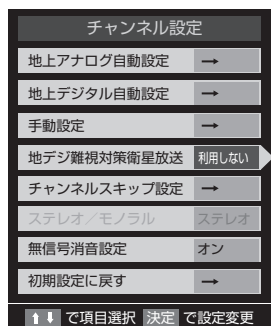 チャンネル設定
地上アナログ自動設定 →
地上デジタル自動設定 →
手動設定 →
地デジ難視対策衛星放送 利用しない
チャンネルスキップ設定 →
ステレオ／モノラル ステレオ
無信号消音設定 オン
初期設定に戻す →
⬆⬇ で項目選択 決定 で設定変更